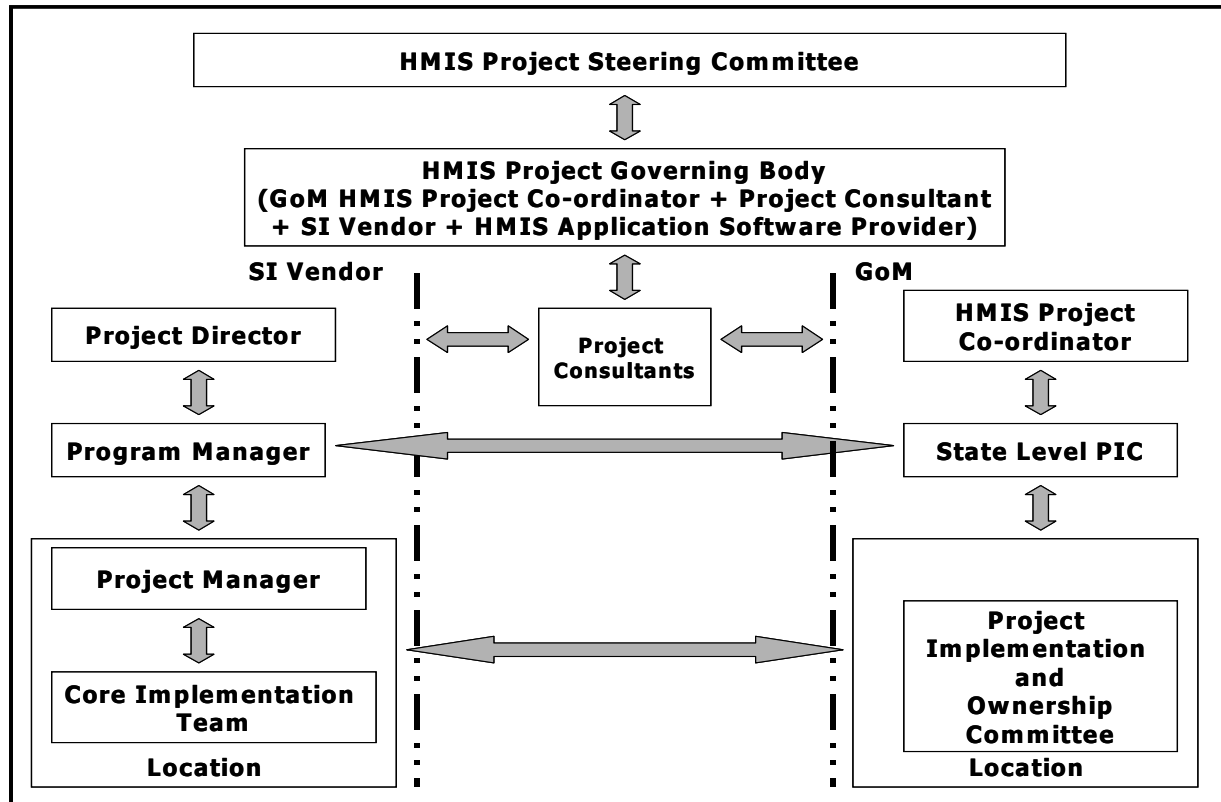 HMIS Project Steering Committee
HMIS Project Governing Body
(GoM HMIS Project Co-ordinator + Project Consultant
+ SI Vendor + HMIS Application Software Provider)
SI Vendor
GoM
Project Director
Project
Consultants
HMIS Project
Co-ordinator
Program Manager
State Level PIC
Project Manager
Core Implementation
Team
Location
Project
Implementation
and
Ownership
Committee
Location